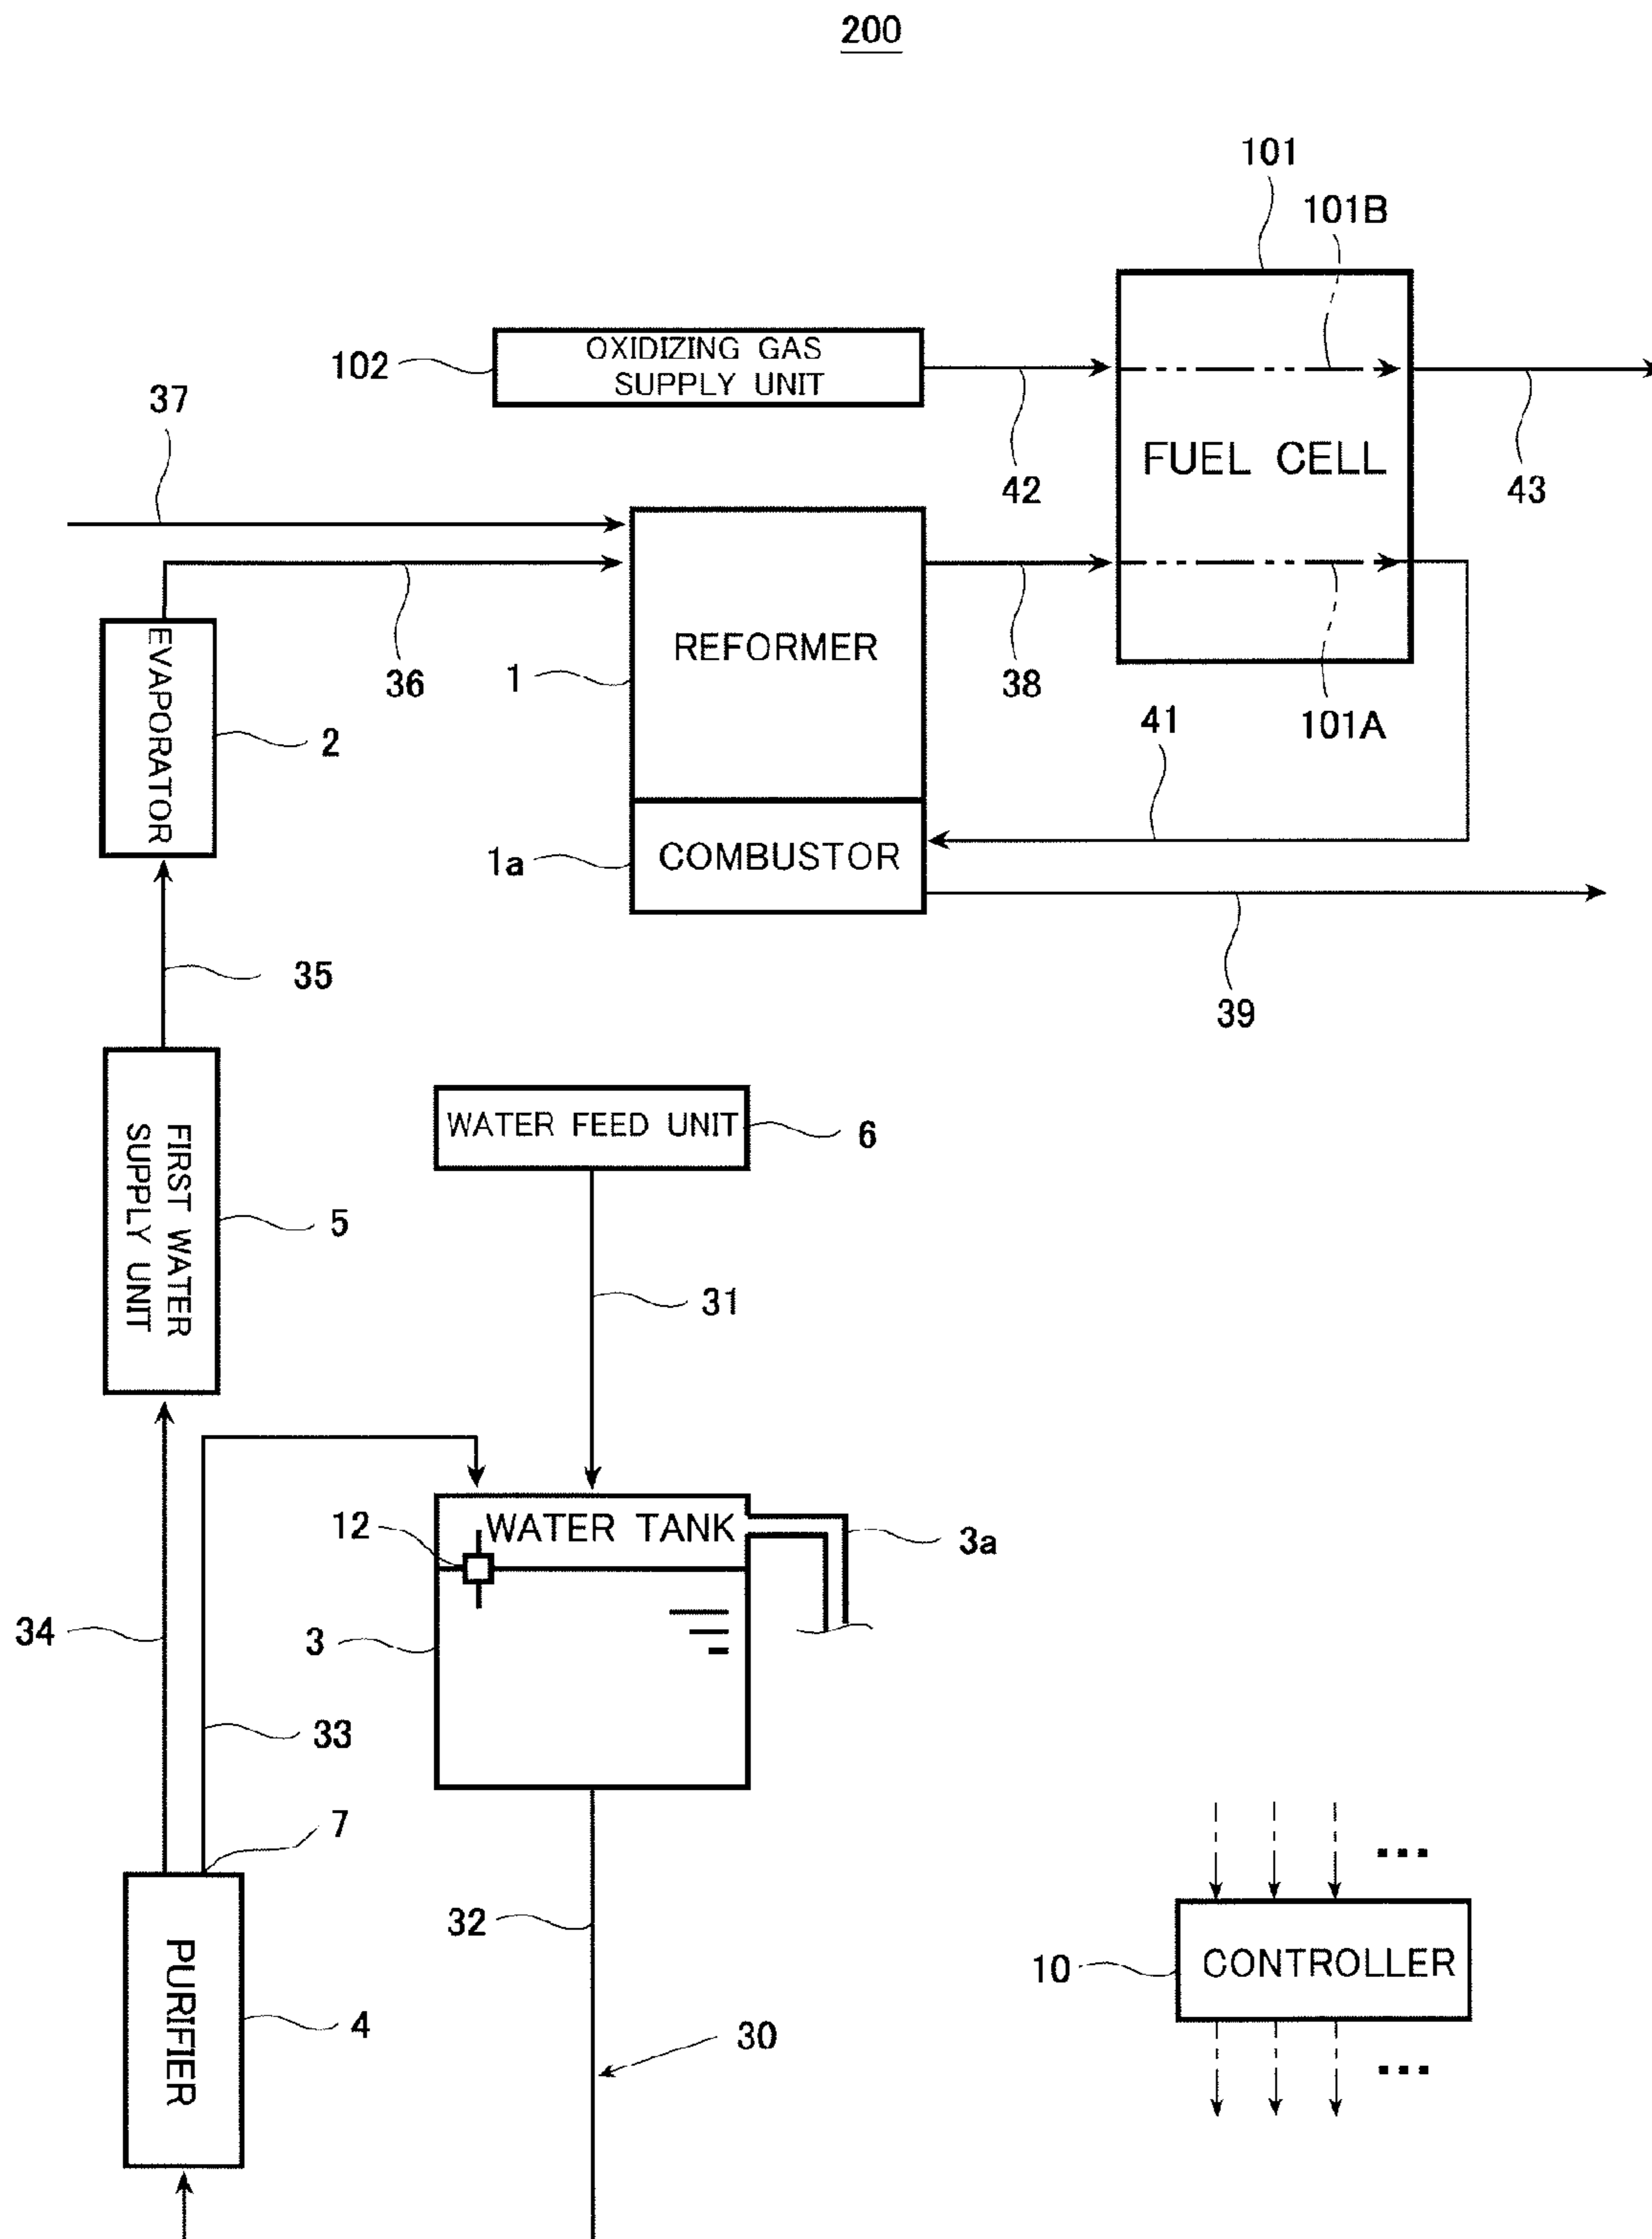 200
101
101B
OXIDIZING GAS
SUPPLY UNIT
102
37
FUEL CELL
42
43
REFORMER
1
36
38
101A
41
EVAPORATOR
2
COMBUSTOR
1a
35
39
WATER FEED UNIT
6
FIRST WATER
SUPPLY UNIT
5
31
12
WATER TANK
3a
34
3
33
7
32
10
CONTROLLER
...
...
PURIFIER
4
30